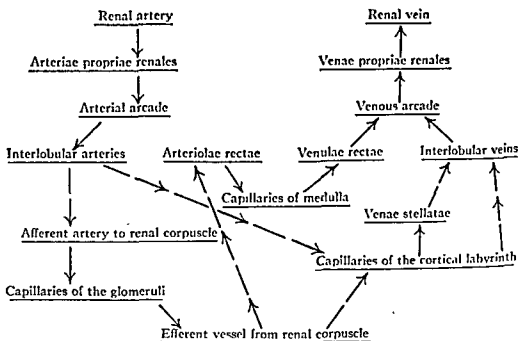 Renal artery
Renal vein
Arteriae propriae renales
Venae propriae renales
Arterial arcade
Venous arcade
Interlobular arteries
Arteriolae rectae
Venulae rectae
Interlobular veins
Capillaries of medulla
Venae stellatae
Afferent artery to renal corpuscle
Capillaries of the cortical labyrinth
Capillaries of the glomeruli
Efferent vessel from renal corpuscle